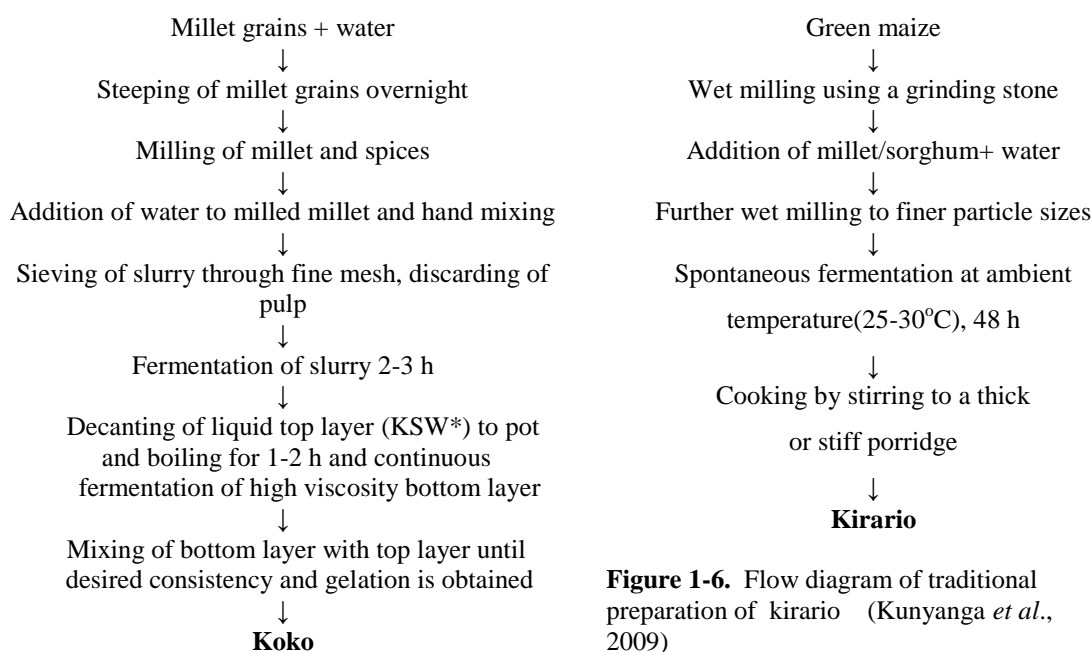 Millet grains + water
↓
Steeping of millet grains overnight
↓
Milling of millet and spices
↓
Addition of water to milled millet and hand mixing
↓
Sieving of slurry through fine mesh, discarding of
pulp
↓
Fermentation of slurry 2-3 h
↓
Decanting of liquid top layer (KSW*) to pot
and boiling for 1-2 h and continuous
fermentation of high viscosity bottom layer
↓
Mixing of bottom layer with top layer until
desired consistency and gelation is obtained
↓
Koko
Green maize
↓
Wet milling using a grinding stone
↓
Addition of millet/sorghum+ water
↓
Further wet milling to finer particle sizes
↓
Spontaneous fermentation at ambient
temperature(25-30°C), 48 h
↓
Cooking by stirring to a thick
or stiff porridge
↓
Kirario
Figure 1-6. Flow diagram of traditional
preparation of kirario (Kunyanga et al.,
2009)